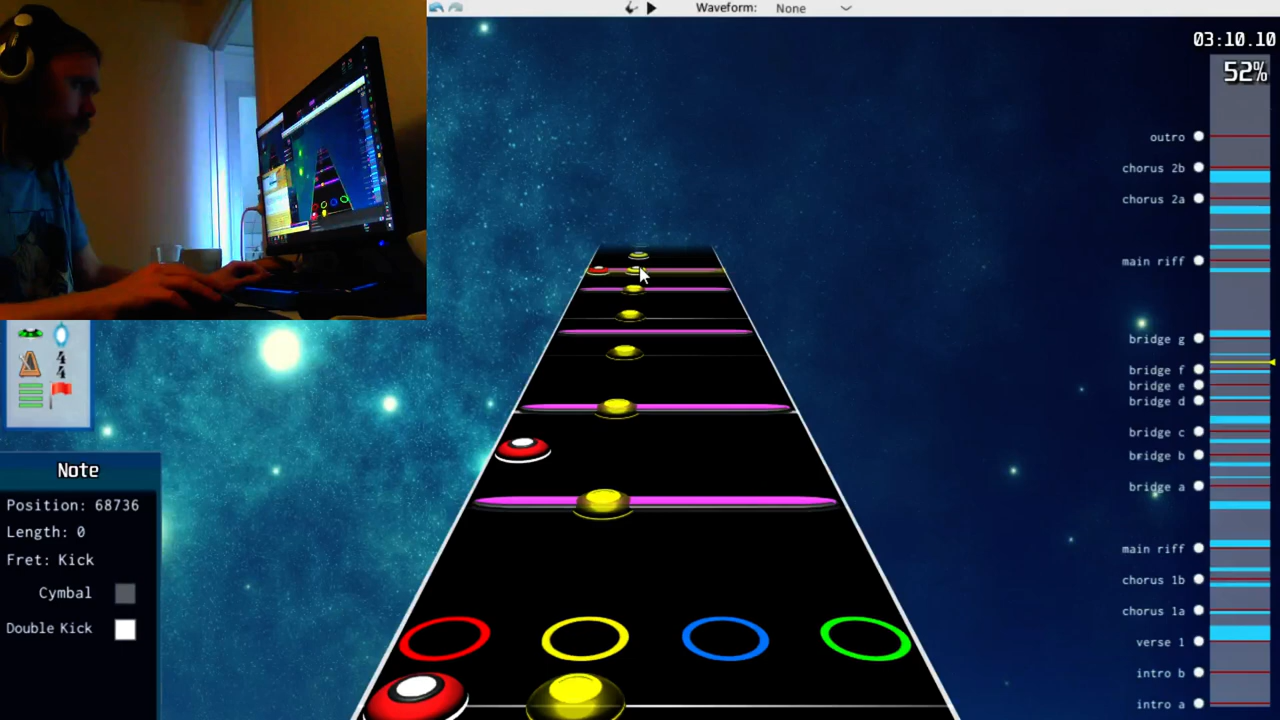 Waveform: None
03:10.10
52%
outro
chorus 2b
chorus 2a
main riff
bridge g
bridge f
bridge e
bridge d
bridge c
bridge b
bridge a
main riff
chorus 1b
chorus 1a
verse 1
intro b
intro a
4
4
Note
Position: 68736
Length: 0
Fret: Kick
Cymbal
Double Kick